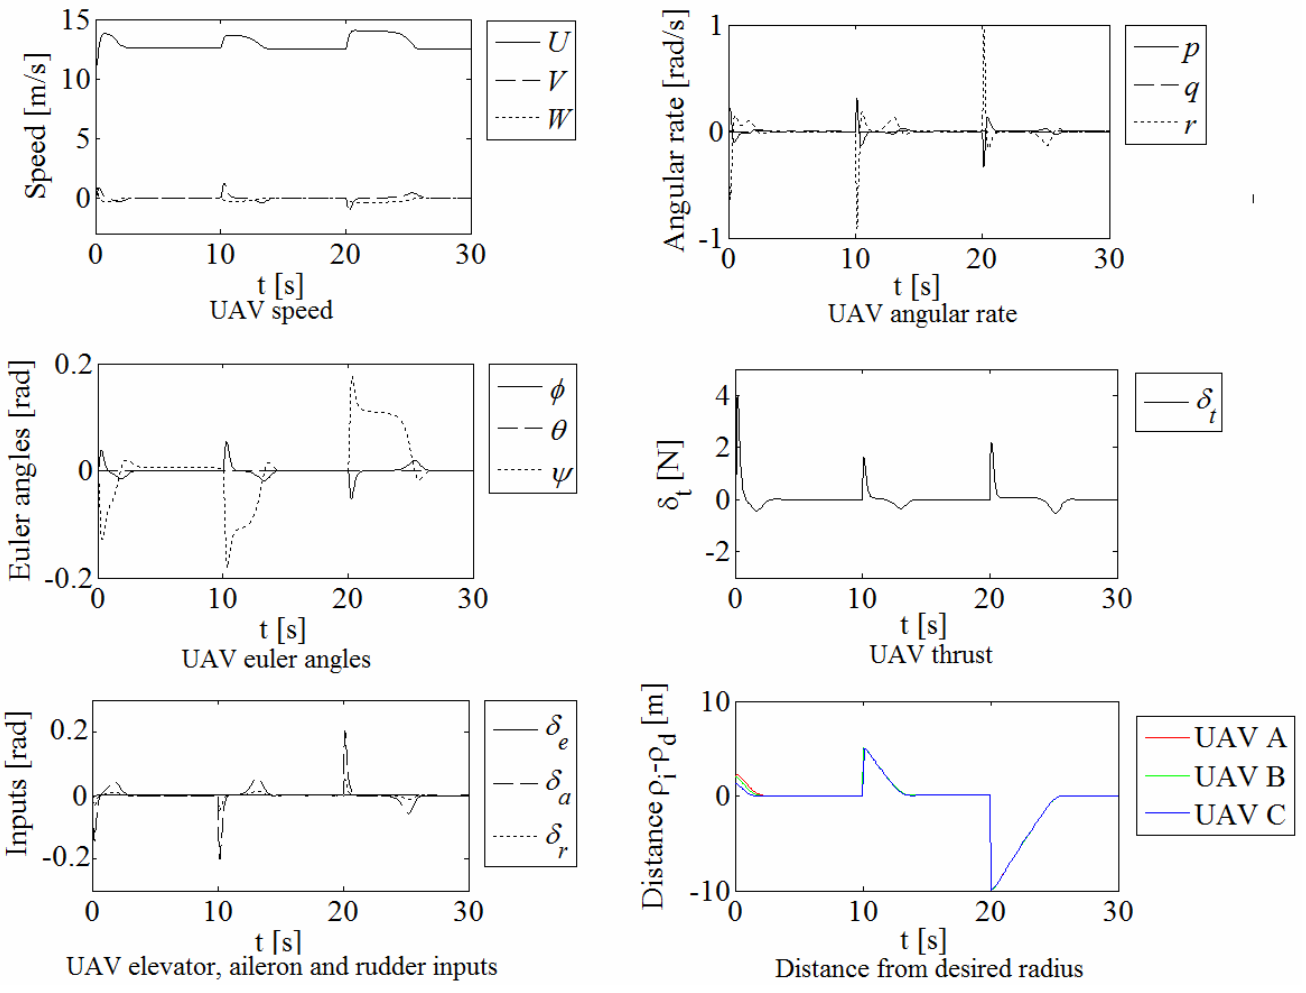 15
10
5
0
Speed [m/s]
0 10 20 30
t [s]
UAV speed
U
V
W
1
0
-1
Angular rate [rad/s]
0 10 20 30
t [s]
UAV angular rate
p
q
r
0.2
0
-0.2
Euler angles [rad]
0 10 20 30
t [s]
UAV euler angles
ϕ
θ
ψ
4
2
0
-2
δt [N]
0 10 20 30
t [s]
UAV thrust
δt
0.2
0
-0.2
Inputs [rad]
0 10 20 30
t [s]
UAV elevator, aileron and rudder inputs
δe
δa
δr
10
0
-10
Distance ρi-ρd [m]
0 10 20 30
t [s]
Distance from desired radius
UAV A
UAV B
UAV C